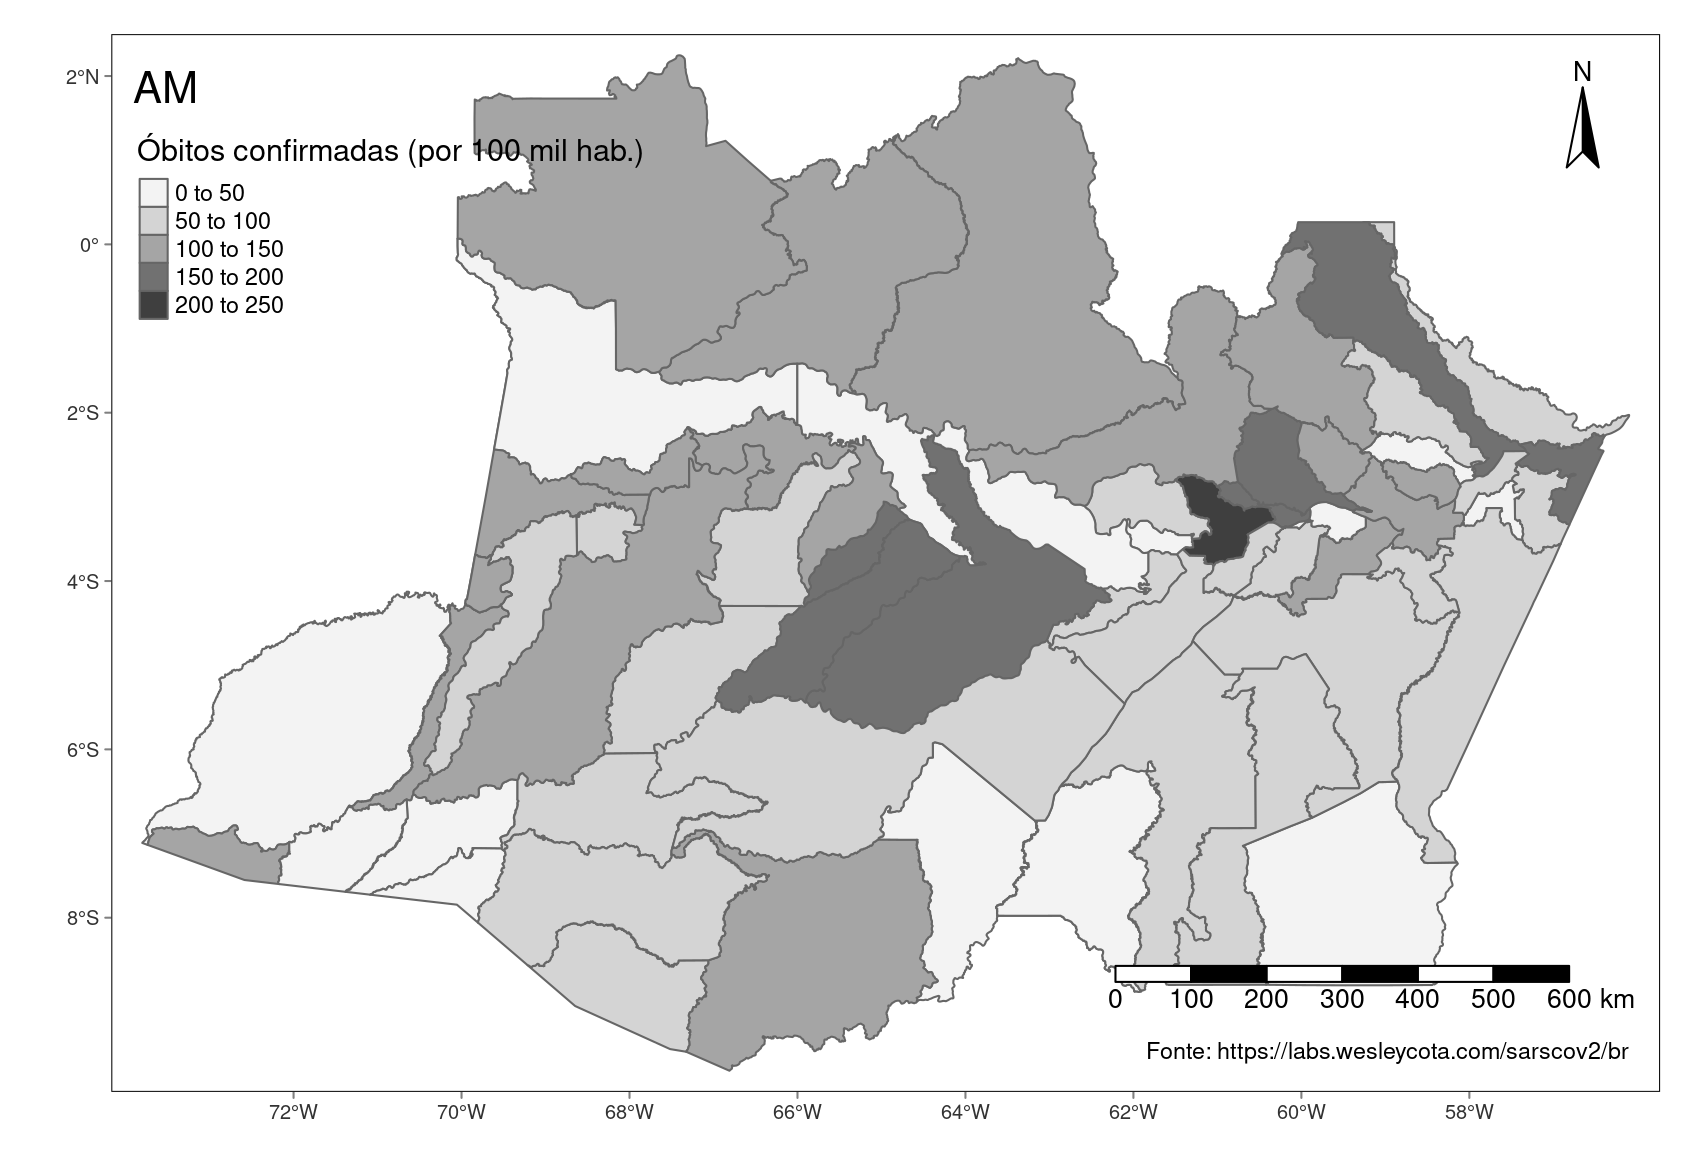 AM
N
Óbitos confirmadas (por 100 mil hab.)
0 to 50
50 to 100
100 to 150
150 to 200
200 to 250
2°N
0°
2°S
4°S
6°S
8°S
0 100 200 300 400 500 600 km
Fonte: https://labs.wesleycota.com/sarscov2/br
72°W 70°W 68°W 66°W 64°W 62°W 60°W 58°W